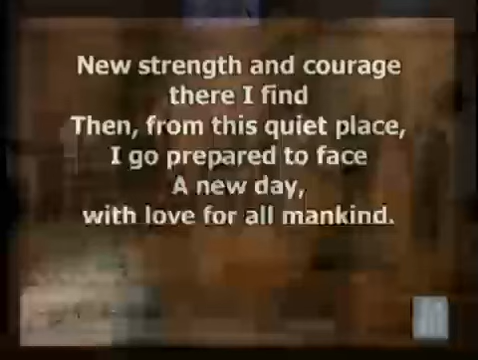 New strength and courage
there I find
Then, from this quiet place,
I go prepared to face
A new day,
with love for all mankind.